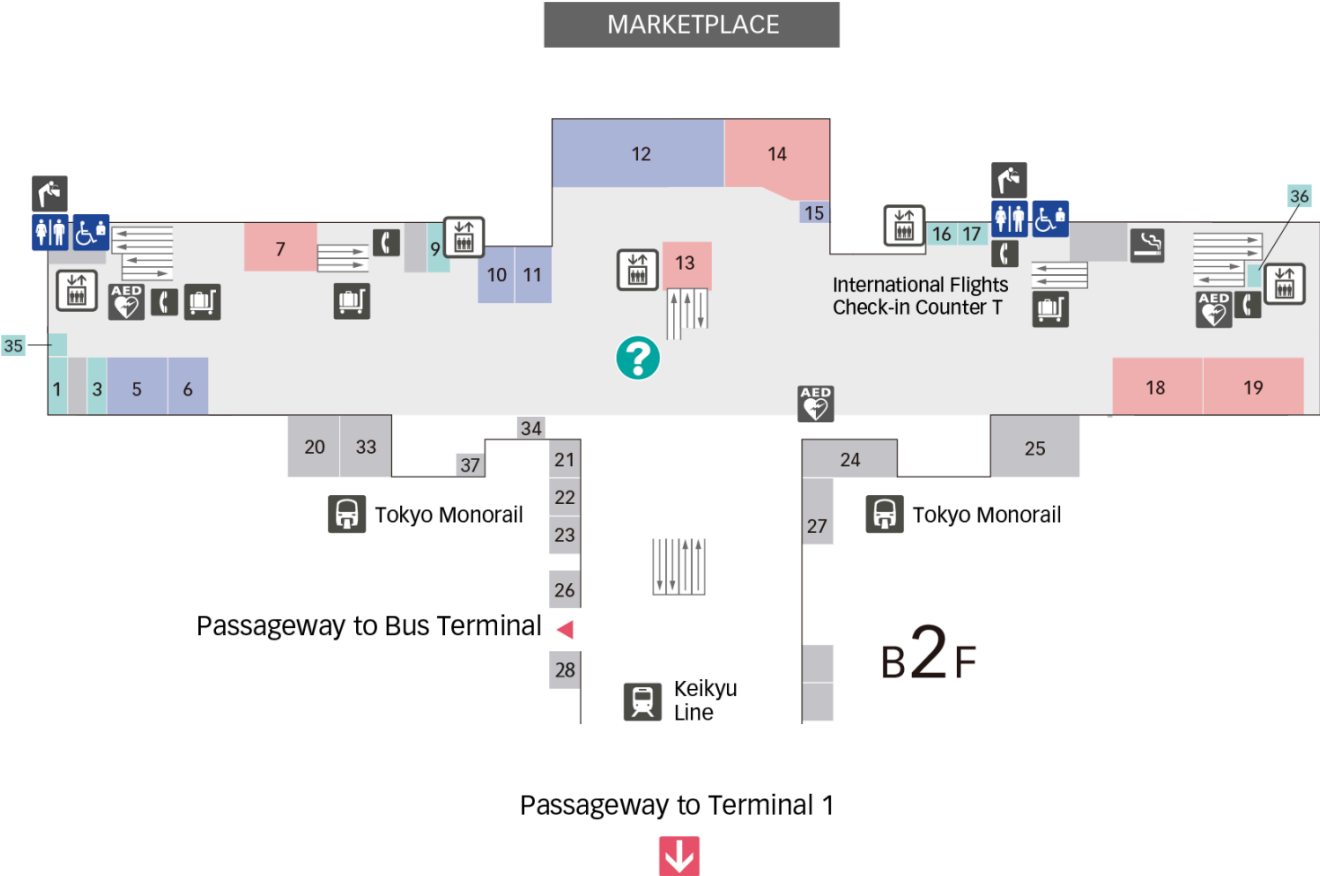 MARKETPLACE
12
14
36
15
7
9
16
17
10
11
13
International Flights
Check-in Counter T
AED
AED
35
1
3
5
6
AED
18
19
20
33
34
37
21
24
25
22
Tokyo Monorail
27
Tokyo Monorail
23
26
Passageway to Bus Terminal
28
B2F
Keikyu
Line
Passageway to Terminal 1